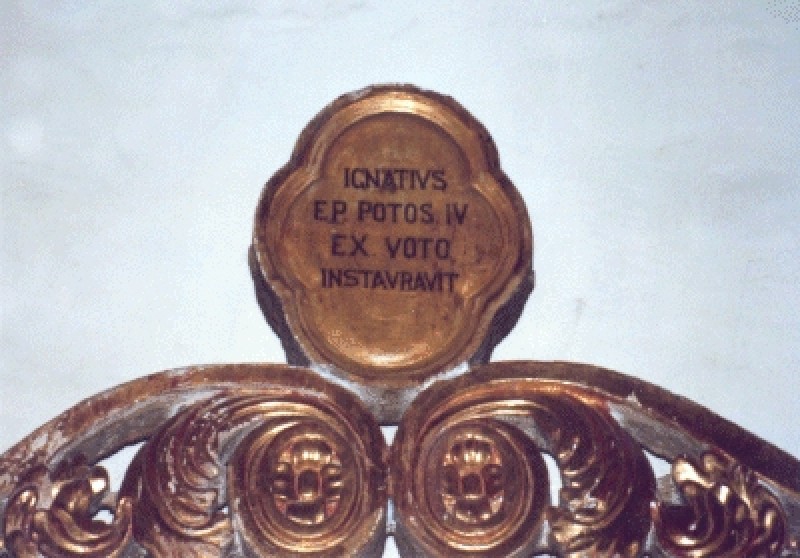 IGNATIVS
EP. POTOS. IV
EX VOTO
INSTAVRAVIT